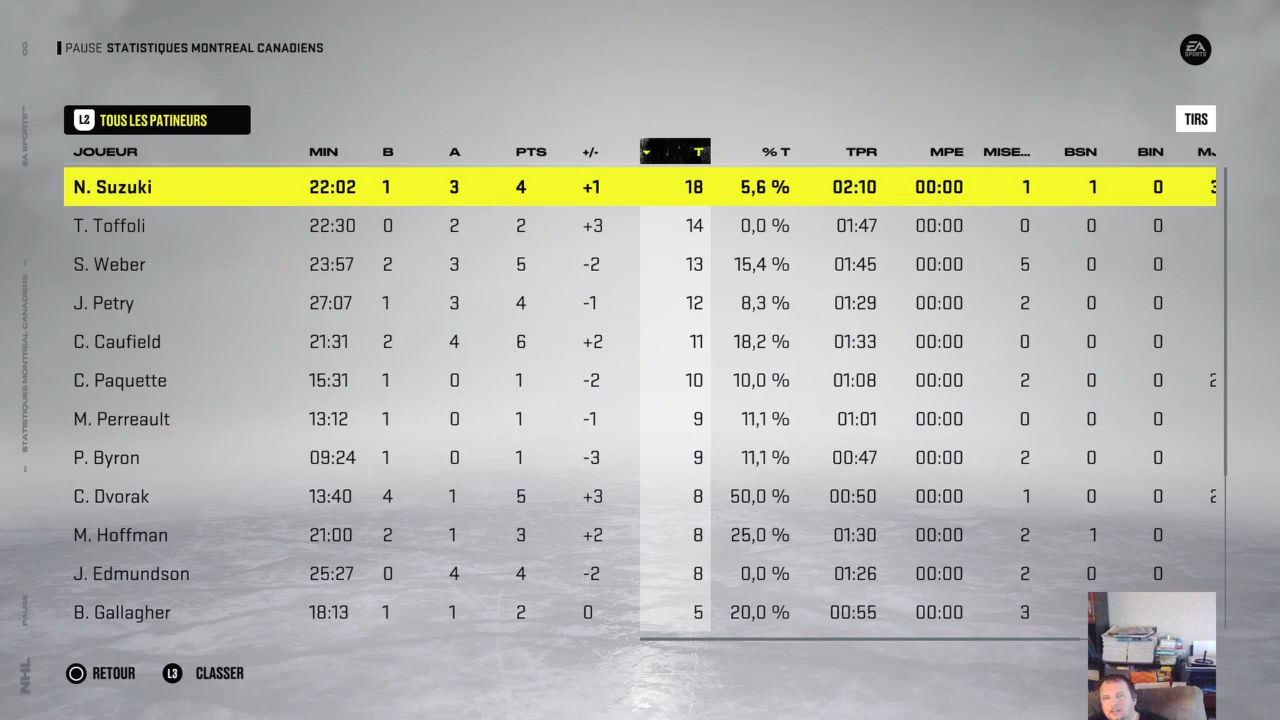 PAUSE STATISTIQUES MONTREAL CANADIENS
EA SPORTS
L2 TOUS LES PATINEURS
TIRS
JOUEUR MIN B A PTS +/- T % T TPR MPE MISE... BSN BIN
N. Suzuki 22:02 1 3 4 +1 18 5,6 % 02:10 00:00 1 1 0
T. Toffoli 22:30 0 2 2 +3 14 0,0 % 01:47 00:00 0 0 0
S. Weber 23:57 2 3 5 -2 13 15,4 % 01:45 00:00 5 0 0
J. Petry 27:07 1 3 4 -1 12 8,3 % 01:29 00:00 2 0 0
C. Caufield 21:31 2 4 6 +2 11 18,2 % 01:33 00:00 0 0 0
C. Paquette 15:31 1 0 1 -2 10 10,0 % 01:08 00:00 2 0 0 2
M. Perreault 13:12 1 0 1 -1 9 11,1 % 01:01 00:00 0 0 0
P. Byron 09:24 1 0 1 -3 9 11,1 % 00:47 00:00 2 0 0
C. Dvorak 13:40 4 1 5 +3 8 50,0 % 00:50 00:00 1 0 0 2
M. Hoffman 21:00 2 1 3 +2 8 25,0 % 01:30 00:00 2 1 0
J. Edmundson 25:27 0 4 4 -2 8 0,0 % 01:26 00:00 2 0 0
B. Gallagher 18:13 1 1 2 0 5 20,0 % 00:55 00:00 3
RETOUR L3 CLASSER
EA SPORTS™
STATISTIQUES MONTREAL CANADIENS
PAUSE
NHL